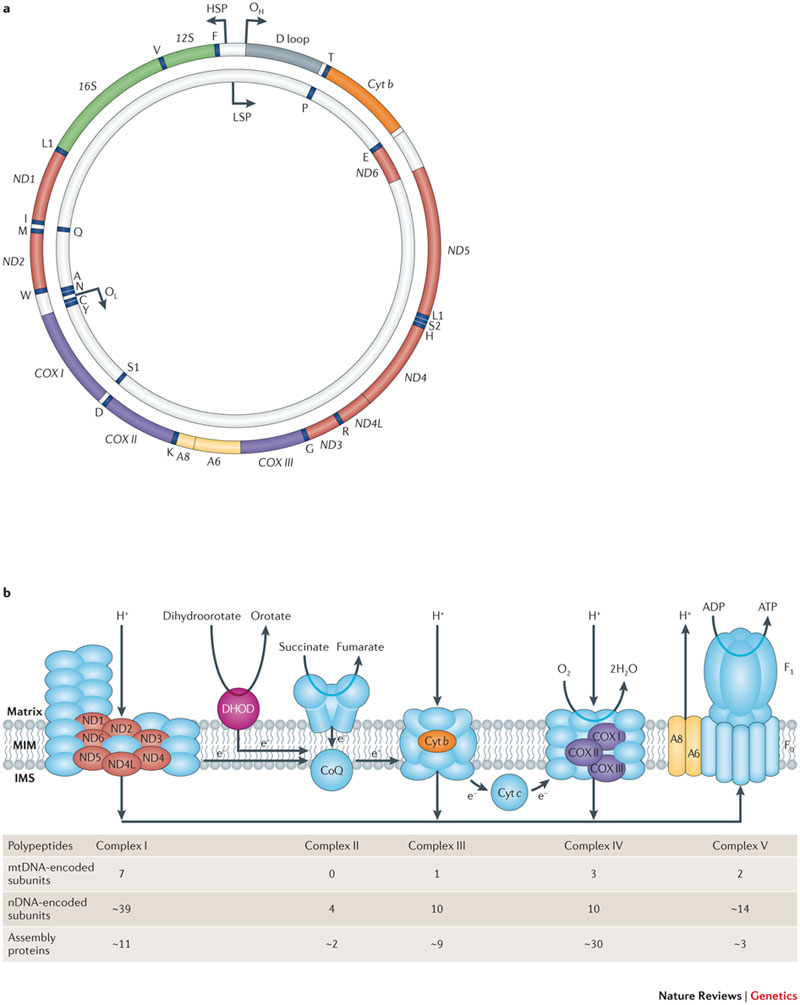 a
HSP
O_H
D loop
F
12S
V
T
Cyt b
16S
LSP
P
L1
E
ND6
ND1
I
M
Q
ND5
ND2
A
N
O_L
W
C
Y
L1
S2
H
COX I
S1
ND4
D
COX II
K
A8
A6
COX III
G
ND3
R
ND4L
b
H⁺
Dihydroorotate
Orotate
H⁺
H⁺
H⁺
ADP
ATP
Succinate
Fumarate
O₂
2H₂O
F₁
DHOD
Matrix
ND1
ND2
ND6
ND3
MIM
e⁻
e⁻
e⁻
e⁻
Cyt b
COX I
COX II
COX III
A8
A6
F₀
ND5
ND4L
ND4
CoQ
IMS
e⁻
Cyt c
e⁻
Polypeptides Complex I Complex II Complex III Complex IV Complex V
mtDNA-encoded
subunits 7 0 1 3 2
nDNA-encoded
subunits ~39 4 10 10 ~14
Assembly
proteins ~11 ~2 ~9 ~30 ~3
Nature Reviews | Genetics